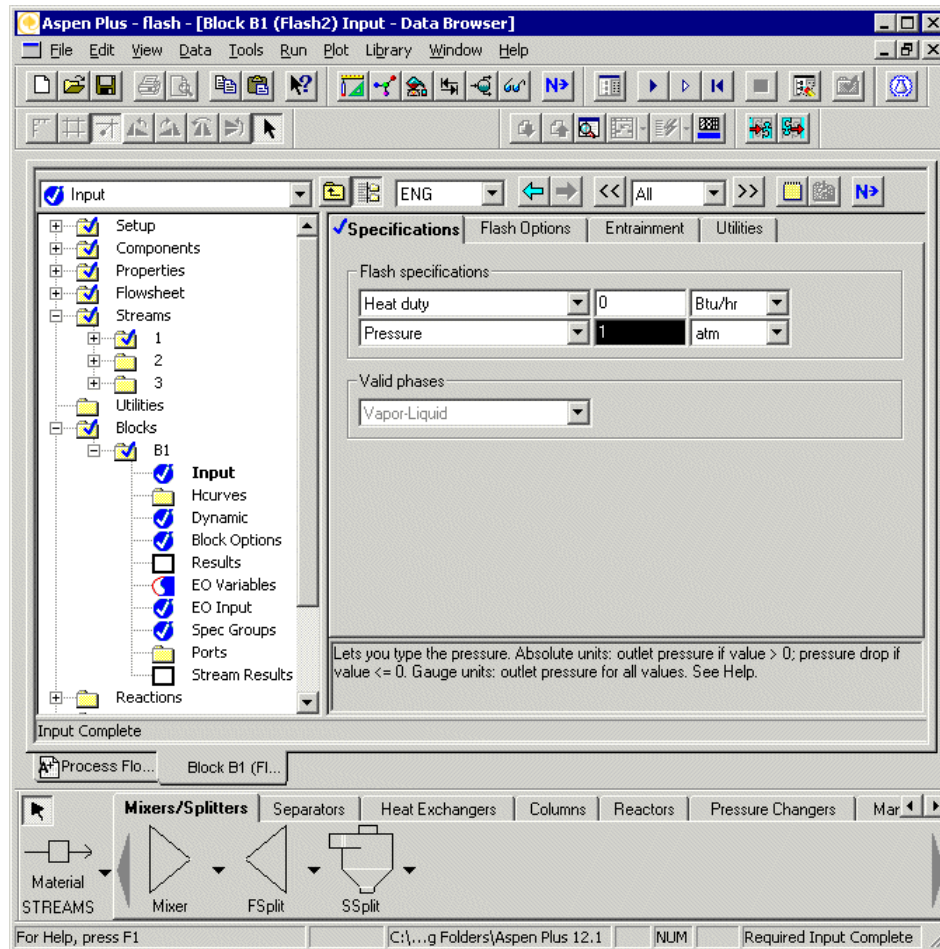 Aspen Plus - flash - [Block B1 (Flash2) Input - Data Browser]
File Edit View Data Tools Run Plot Library Window Help
N
Input ENG All N
Setup
Components
Properties
Flowsheet
Streams
1
2
3
Utilities
Blocks
B1
Input
Hcurves
Dynamic
Block Options
Results
EO Variables
EO Input
Spec Groups
Ports
Stream Results
Reactions
Specifications Flash Options Entrainment Utilities
Flash specifications
Heat duty 0 Btu/hr
Pressure 1 atm
Valid phases
Vapor-Liquid
Lets you type the pressure. Absolute units: outlet pressure if value > 0; pressure drop if
value <= 0. Gauge units: outlet pressure for all values. See Help.
Input Complete
Process Flo... Block B1 (Fl...
Mixers/Splitters Separators Heat Exchangers Columns Reactors Pressure Changers Mar
Material
STREAMS Mixer FSplit SSplit
For Help, press F1 C:\...g Folders\Aspen Plus 12.1 NUM Required Input Complete